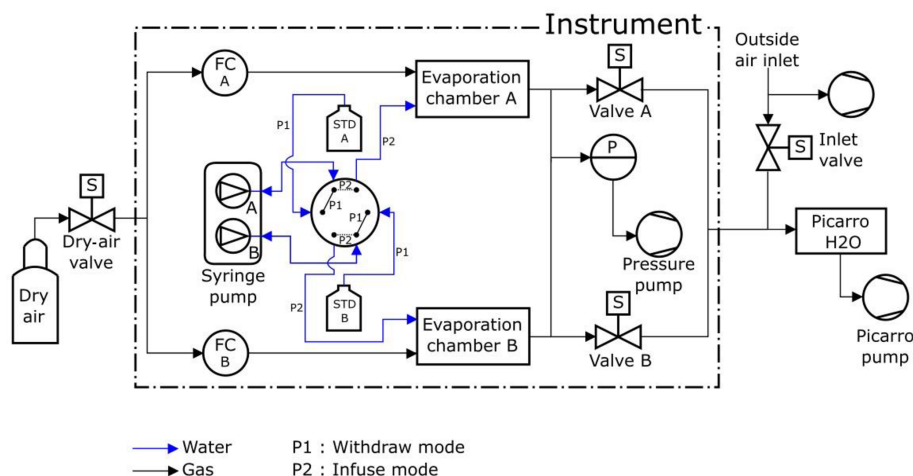 Instrument
Outside
air inlet
S
FC
A
Evaporation
chamber A
Valve A
S
Inlet
valve
P1
STD
A
P2
P
S
A
B
Syringe
pump
P2
P1
P1
P2
P1
Dry-air
valve
Dry
air
Picarro
H2O
Pressure
pump
P2
STD
B
S
FC
B
Evaporation
chamber B
Valve B
Picarro
pump
Water
P1 : Withdraw mode
Gas
P2 : Infuse mode